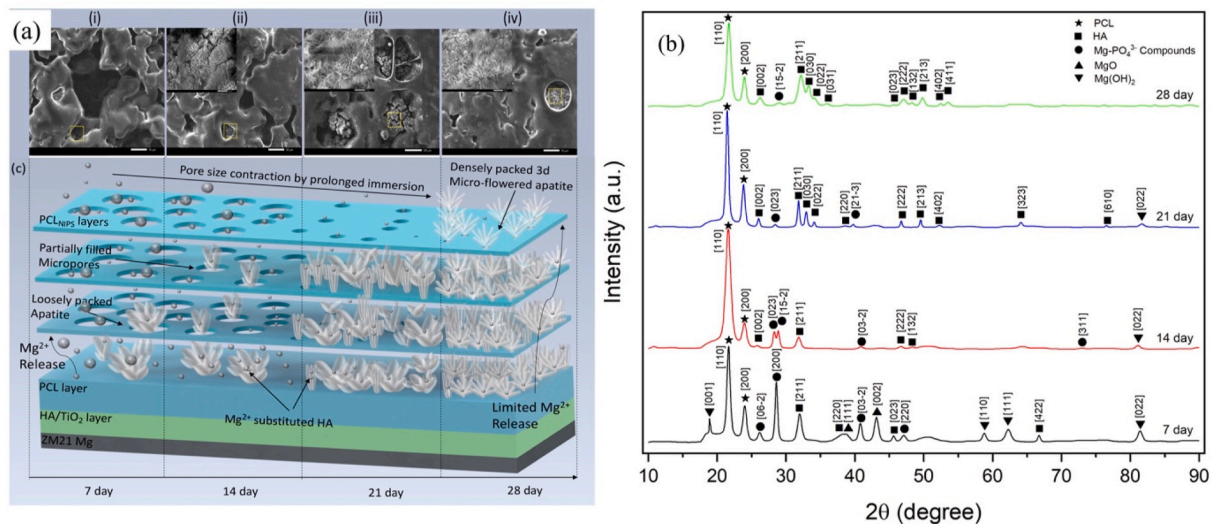 (a)
(i)
(ii)
(iii)
(iv)
(c)
Pore size contraction by prolonged immersion
Densely packed 3d
Micro-flowered apatite
PCLNIPS layers
Partially filled
Micropores
Loosely packed
Apatite
Mg2+
Release
PCL layer
HA/TiO2 layer
ZM21 Mg
Mg2+ substituted HA
Limited Mg2+
Release
7 day
14 day
21 day
28 day
(b)
Intensity (a.u.)
★ PCL
■ HA
● Mg-PO43- Compounds
▲ MgO
▼ Mg(OH)2
[110]
[200]
[002]
[15-2]
[211]
[030]
[022]
[031]
[023]
[222]
[132]
[213]
[402]
[411]
28 day
[110]
[200]
[002]
[023]
[211]
[030]
[022]
[220]
[21-3]
[222]
[213]
[402]
[323]
[610]
[022]
21 day
[110]
[200]
[002]
[023]
[15-2]
[211]
[03-2]
[222]
[132]
[311]
[022]
14 day
[001]
[110]
[200]
[06-2]
[200]
[211]
[220]
[111]
[03-2]
[002]
[023]
[220]
[110]
[111]
[422]
[022]
7 day
10 20 30 40 50 60 70 80 90
2θ (degree)